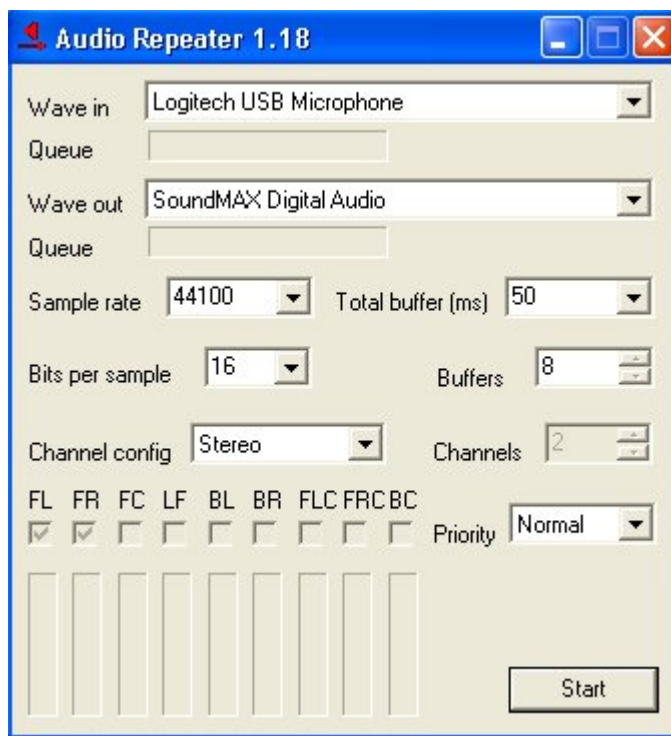 Audio Repeater 1.18
Wave in Logitech USB Microphone
Queue
Wave out SoundMAX Digital Audio
Queue
Sample rate 44100 Total buffer (ms) 50
Bits per sample 16 Buffers 8
Channel config Stereo Channels 2
FL FR FC LF BL BR FLC FRC BC
Priority Normal
Start